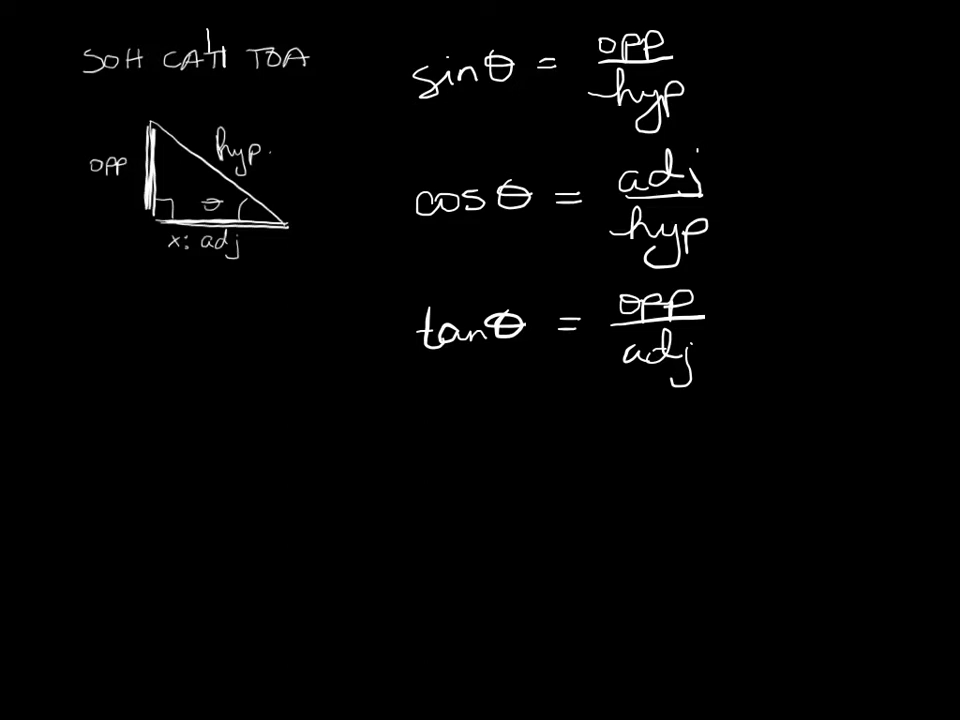 SOH CAH TOA
opp
hyp.
θ
x: adj
sinθ = opp/hyp
cosθ = adj/hyp
tanθ = opp/adj